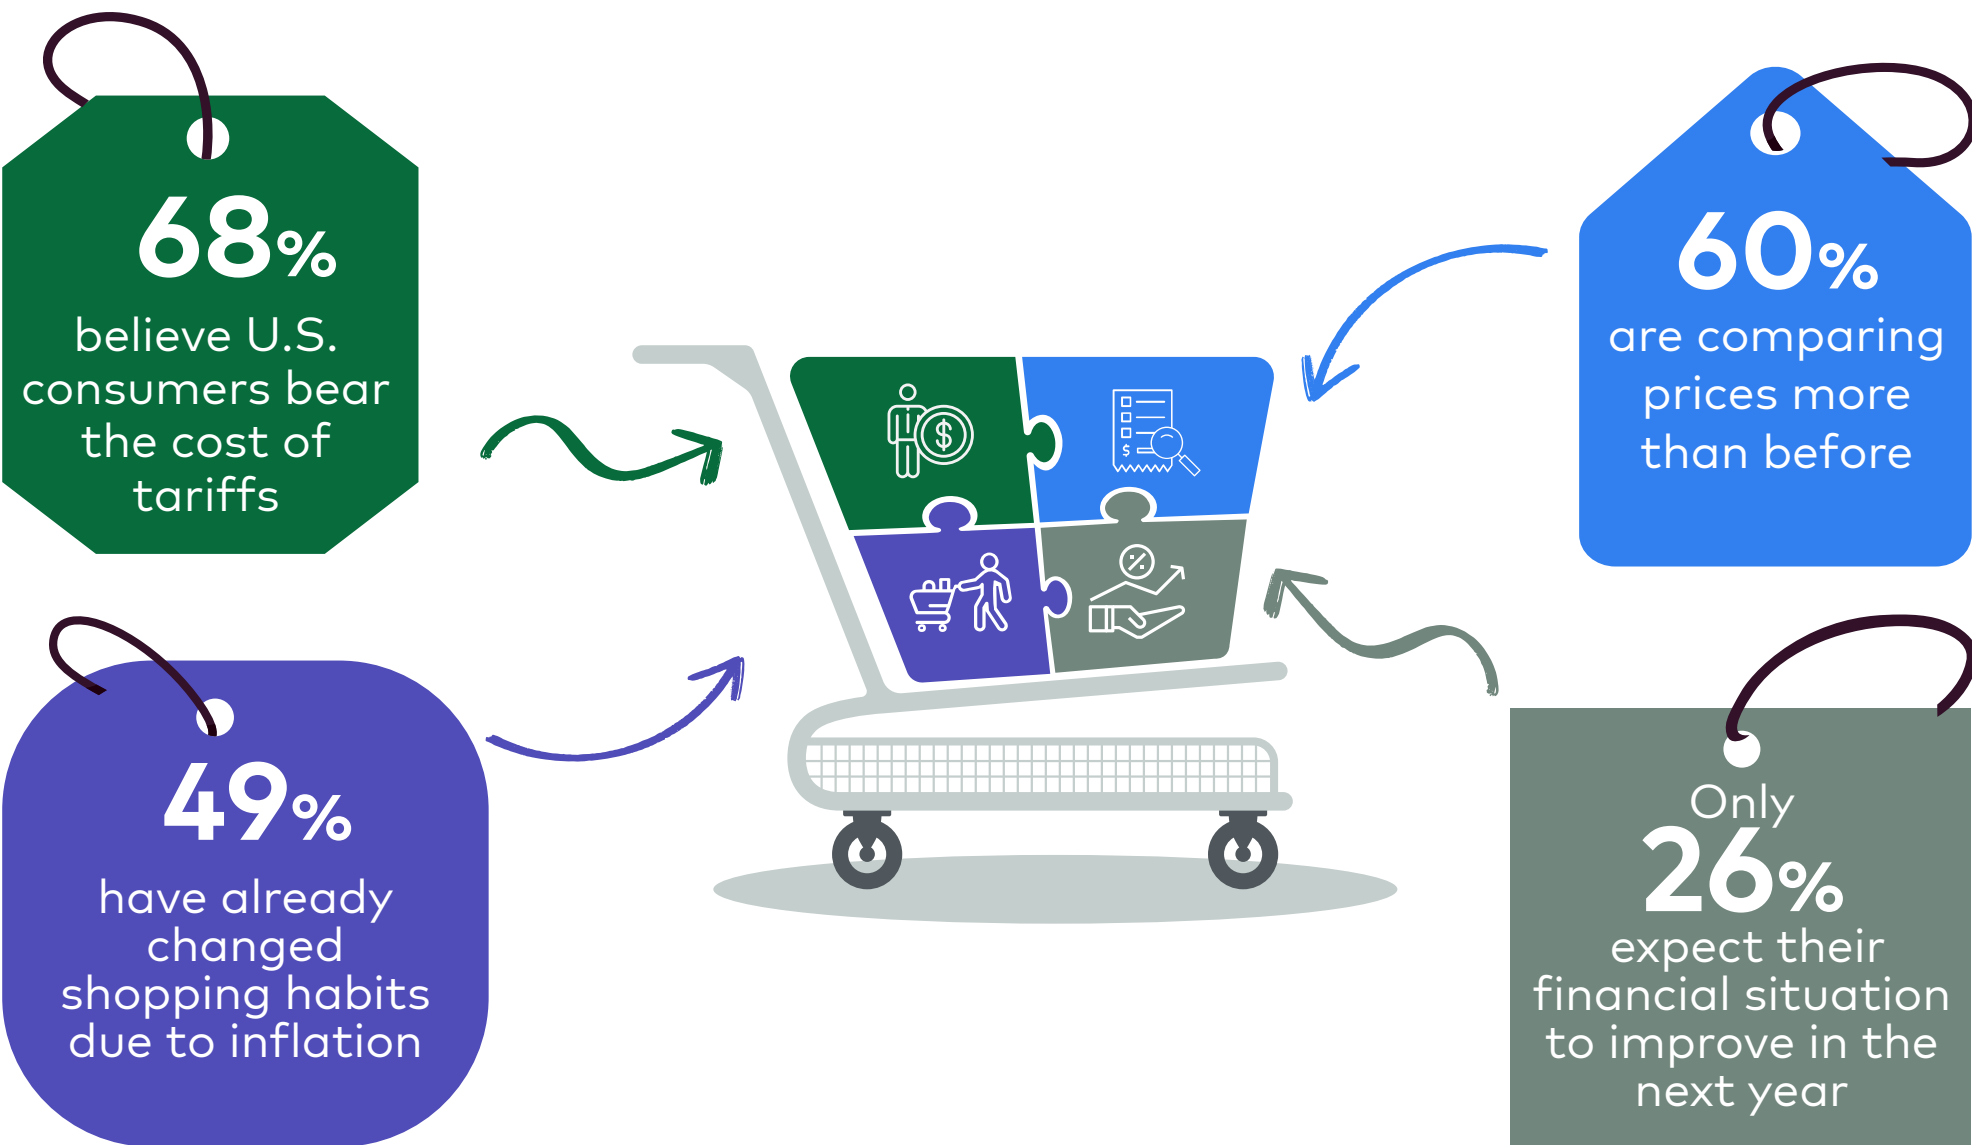 68%
believe U.S.
consumers bear
the cost of
tariffs
60%
are comparing
prices more
than before
49%
have already
changed
shopping habits
due to inflation
Only
26%
expect their
financial situation
to improve in the
next year
$
$
%